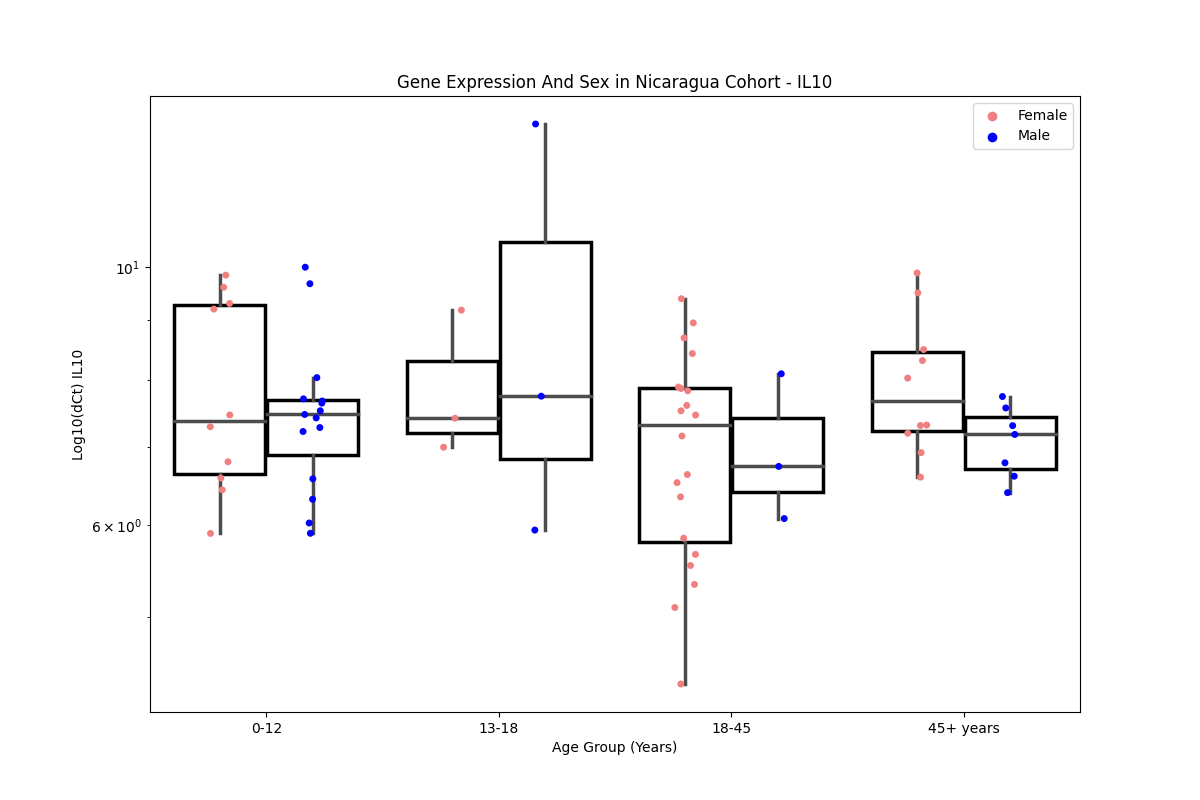 Gene Expression And Sex in Nicaragua Cohort - IL10
Female
Male
Log10(dCt) IL10
10¹
6 × 10⁰
0-12
13-18
18-45
45+ years
Age Group (Years)